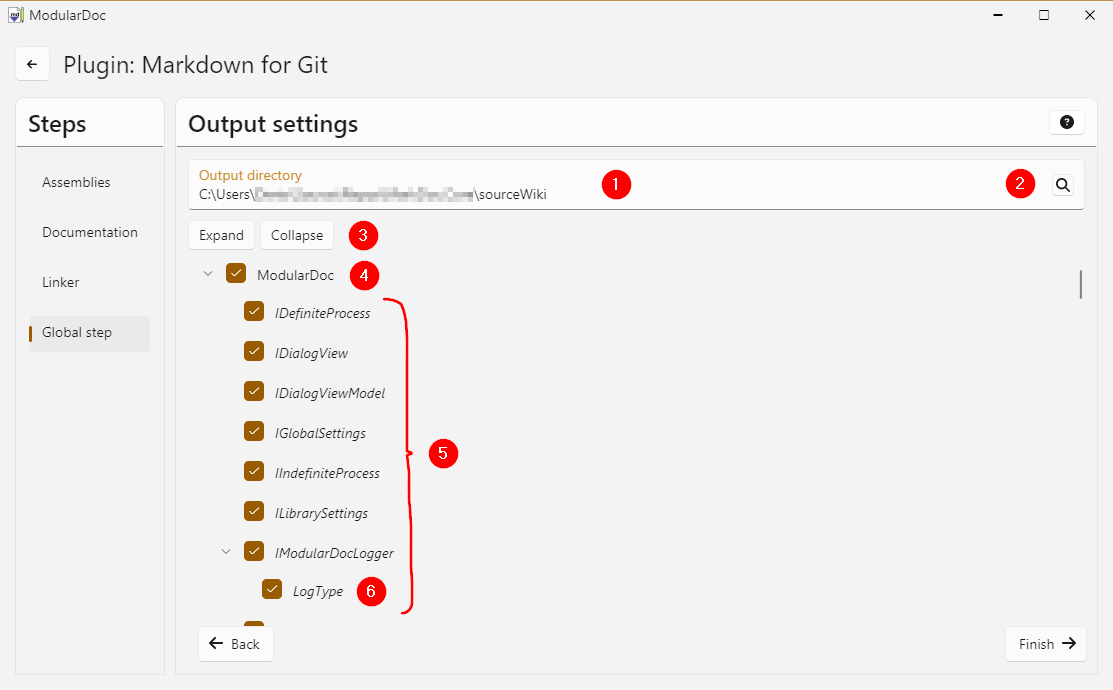 ModularDoc
Plugin: Markdown for Git
Steps
Assemblies
Documentation
Linker
Global step
Output settings
?
Output directory
C:\Users\ \sourceWiki
1
2
Expand Collapse 3
ModularDoc 4
IDefiniteProcess
IDialogView
IDialogViewModel
IGlobalSettings
5
IIndefiniteProcess
ILibrarySettings
IModularDocLogger
LogType 6
Back
Finish